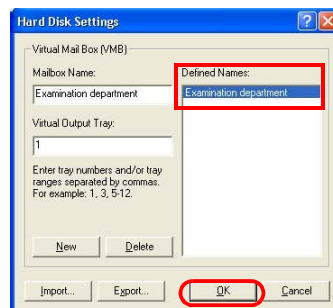 Hard Disk Settings
Virtual Mail Box (VMB)
Mailbox Name:
Examination department
Virtual Output Tray:
1
Enter tray numbers and/or tray
ranges separated by commas.
For example: 1, 3, 5-12.
New
Delete
Defined Names:
Examination department
Import...
Export...
OK
Cancel